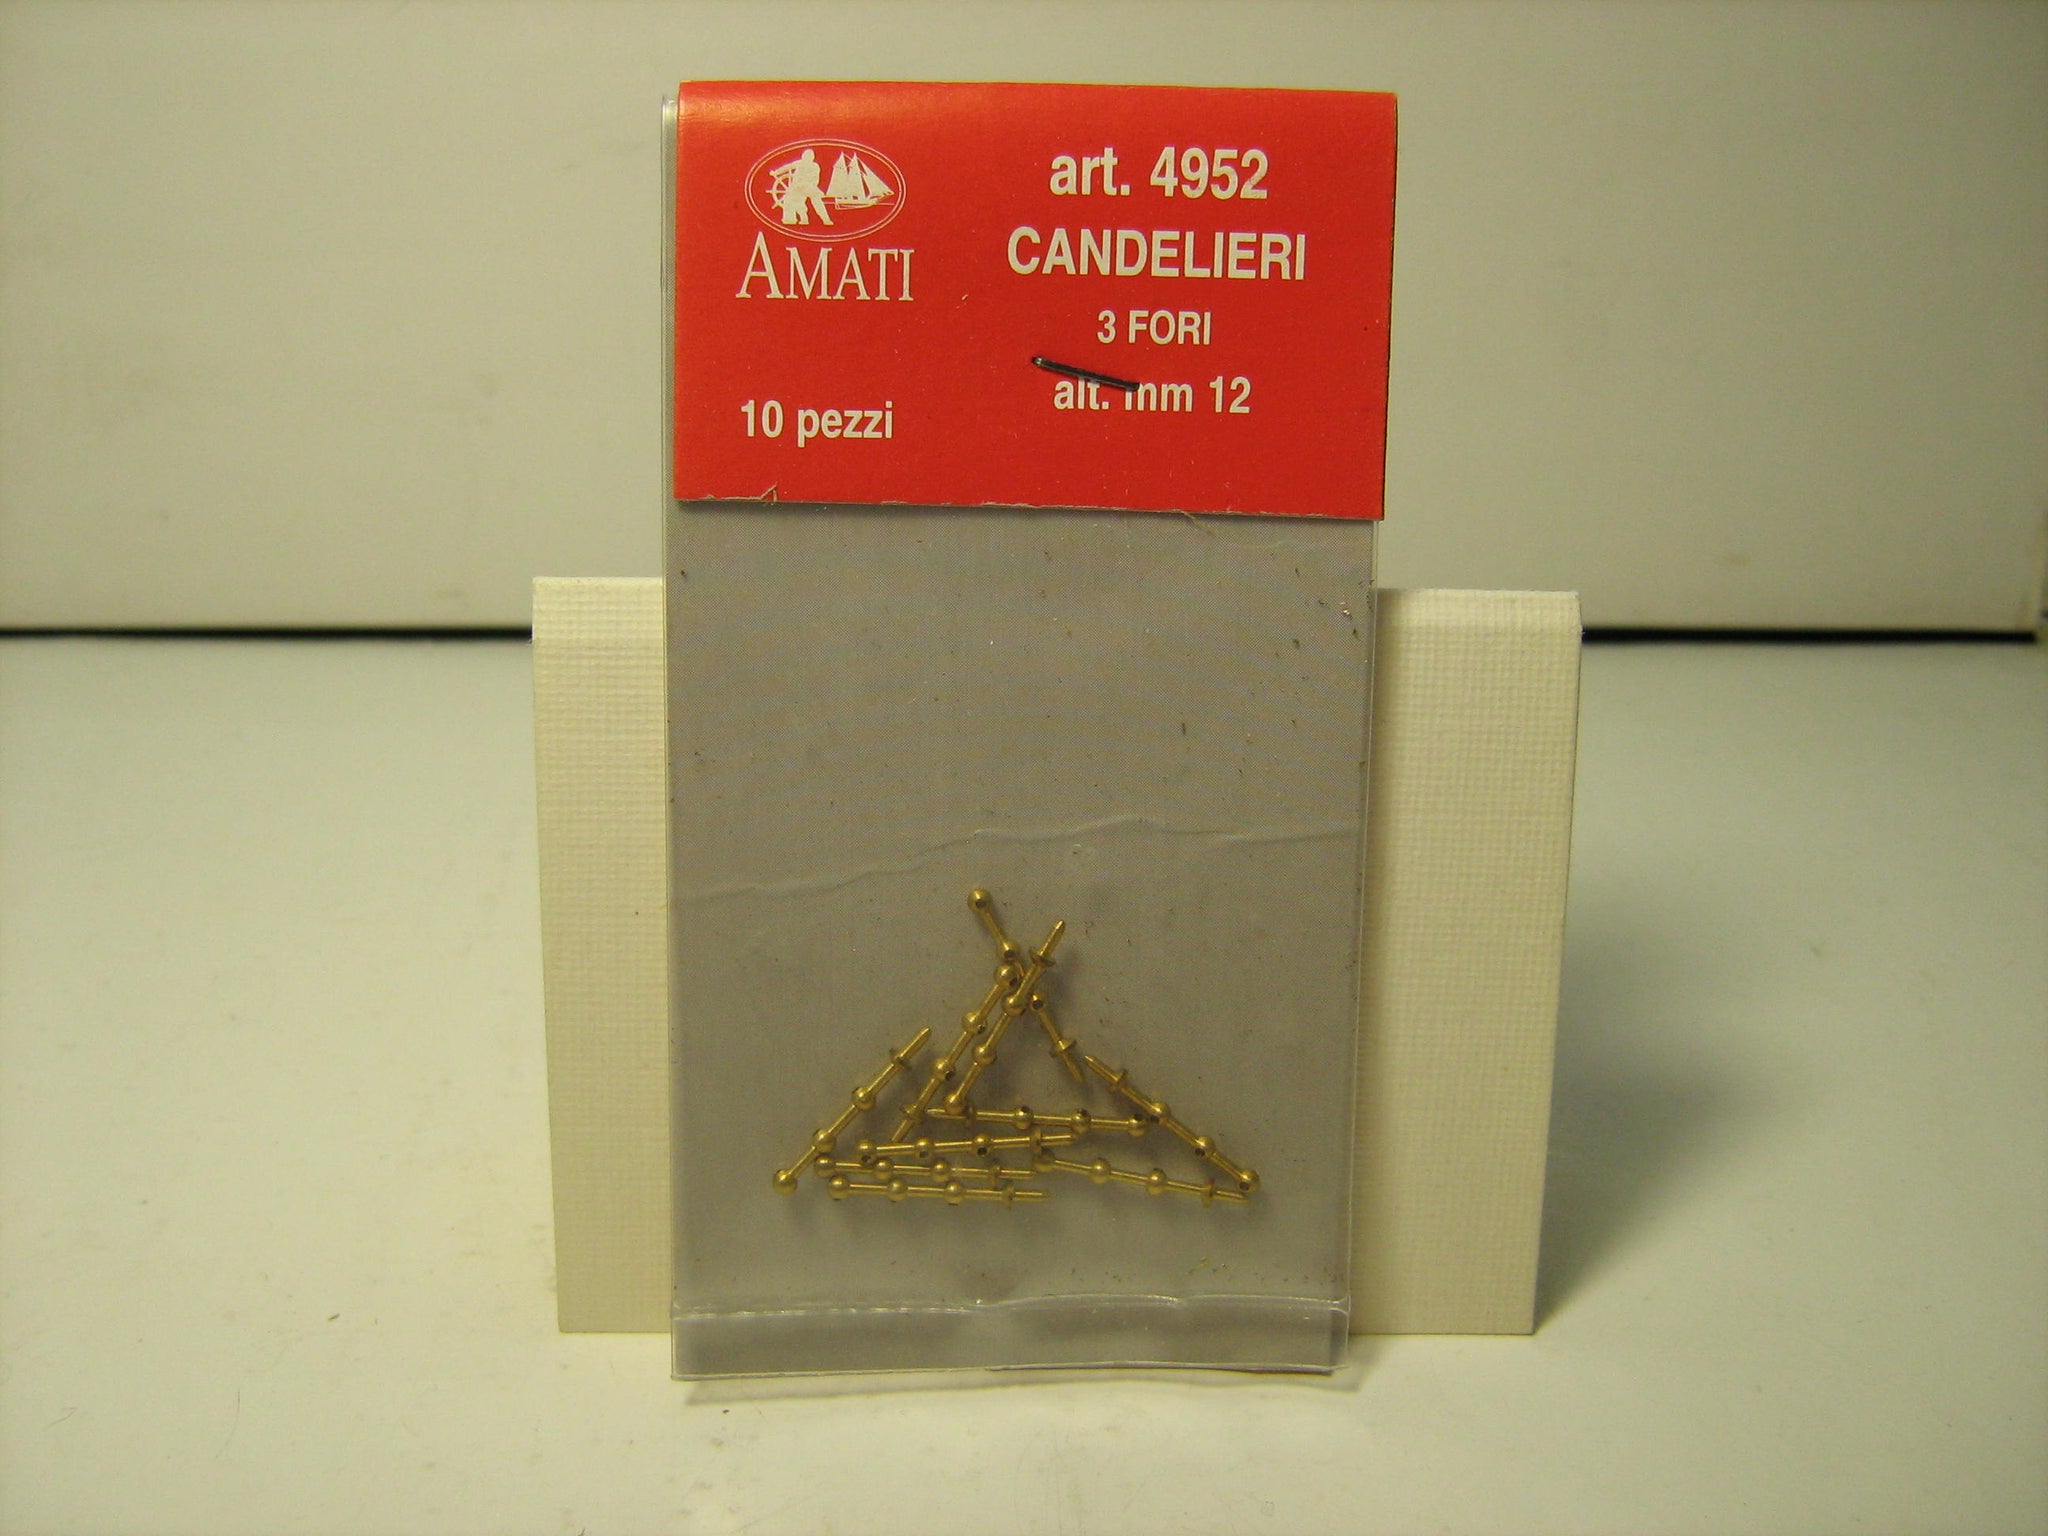 AMATI
10 pezzi
art. 4952
CANDELIERI
3 FORI
alt. mm 12